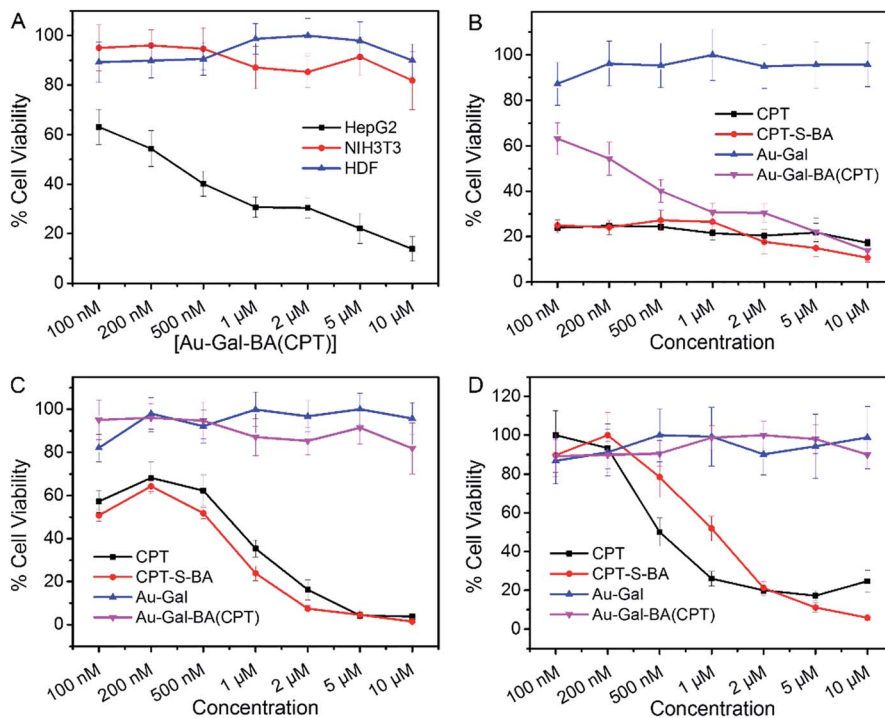 A
% Cell Viability
100
80
60
40
20
0
HepG2
NIH3T3
HDF
100 nM
200 nM
500 nM
1 µM
2 µM
5 µM
10 µM
[Au-Gal-BA(CPT)]
B
% Cell Viability
100
80
60
40
20
0
CPT
CPT-S-BA
Au-Gal
Au-Gal-BA(CPT)
100 nM
200 nM
500 nM
1 µM
2 µM
5 µM
10 µM
Concentration
C
% Cell Viability
100
80
60
40
20
0
CPT
CPT-S-BA
Au-Gal
Au-Gal-BA(CPT)
100 nM
200 nM
500 nM
1 µM
2 µM
5 µM
10 µM
Concentration
D
% Cell Viability
120
100
80
60
40
20
0
CPT
CPT-S-BA
Au-Gal
Au-Gal-BA(CPT)
100 nM
200 nM
500 nM
1 µM
2 µM
5 µM
10 µM
Concentration